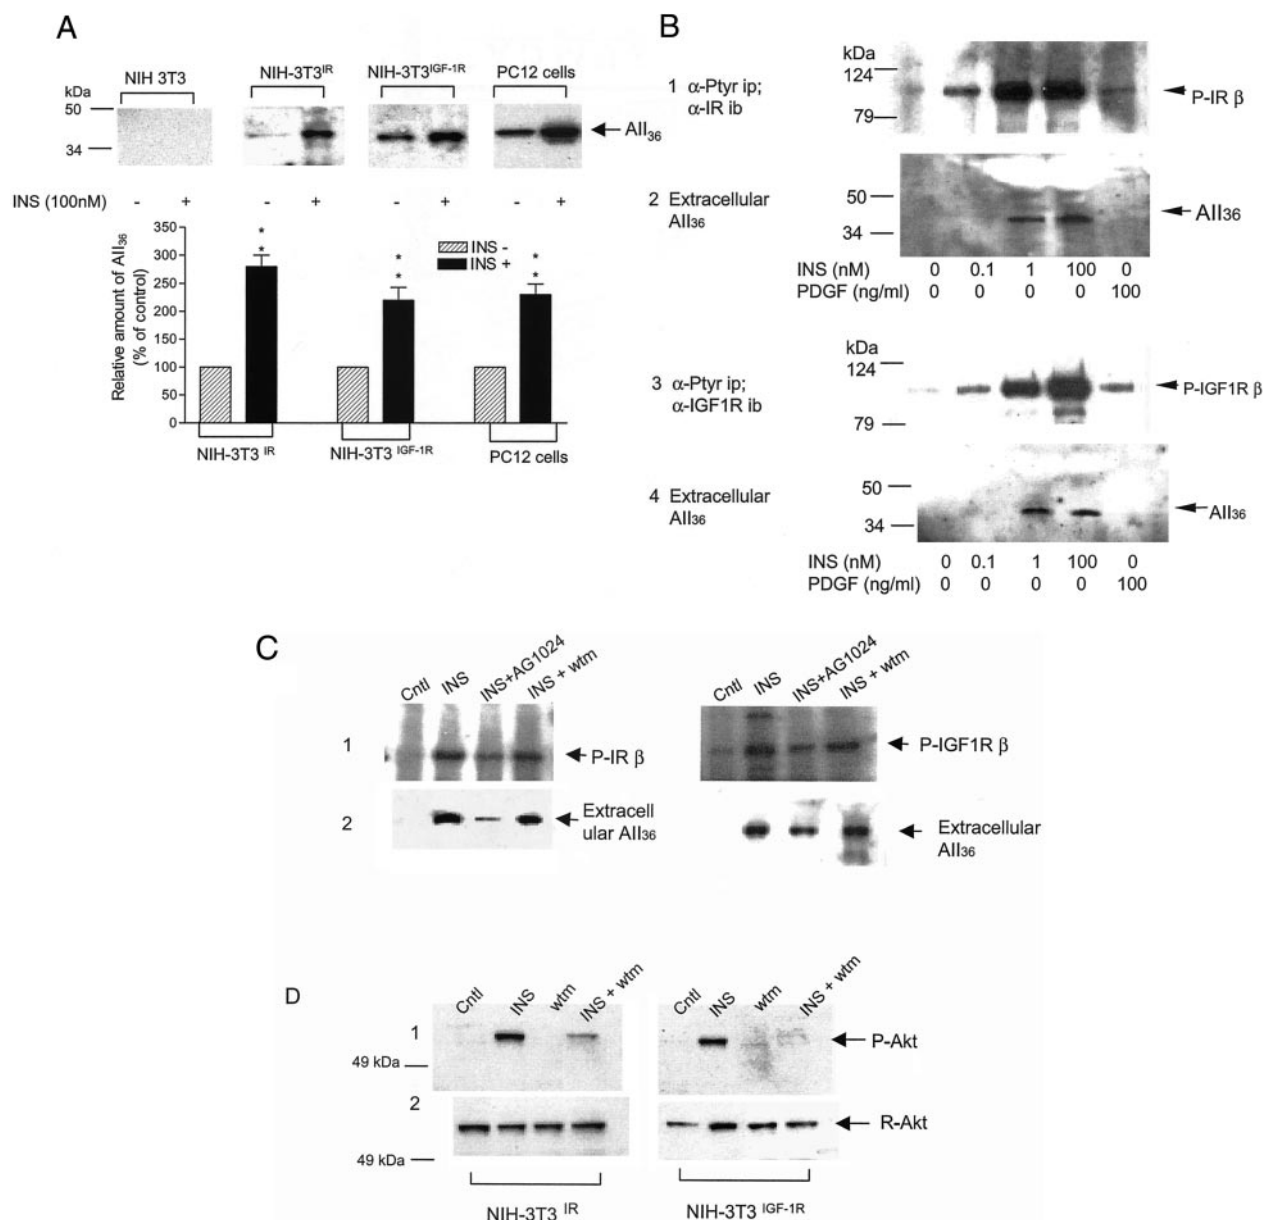 A
NIH 3T3
NIH-3T3IR
NIH-3T3IGF-1R
PC12 cells
kDa
50
34
AII36
INS (100nM) - + - + - + - +
Relative amount of AII36
(% of control)
350
300
250
200
150
100
50
0
* * * * * *
INS -
INS +
NIH-3T3 IR
NIH-3T3 IGF-1R
PC12 cells
B
kDa
124
79
1 α-Ptyr ip;
α-IR ib
P-IR β
2 Extracellular
AII36
50
34
AII36
INS (nM) 0 0.1 1 100 0
PDGF (ng/ml) 0 0 0 0 100
kDa
124
79
3 α-Ptyr ip;
α-IGF1R ib
P-IGF1R β
4 Extracellular
AII36
50
34
AII36
INS (nM) 0 0.1 1 100 0
PDGF (ng/ml) 0 0 0 0 100
C
Cntl INS INS+AG1024 INS + wtm
1
P-IR β
2
Extracell
ular AII36
Cntl INS INS+AG1024 INS + wtm
P-IGF1R β
Extracellular
AII36
D
Cntl INS wtm INS + wtm
Cntl INS wtm INS + wtm
1
49 kDa
P-Akt
2
49 kDa
R-Akt
NIH-3T3 IR
NIH-3T3 IGF-1R